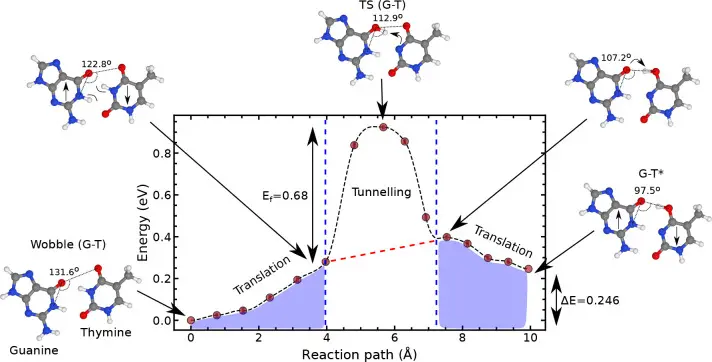 TS (G-T)
112.9°
122.8°
107.2°
G-T*
97.5°
Wobble (G-T)
131.6°
Guanine
Thymine
Energy (eV)
0.8
0.6
0.4
0.2
0.0
Ef=0.68
Tunnelling
Translation
Translation
ΔE=0.246
0
2
4
6
8
10
Reaction path (Å)